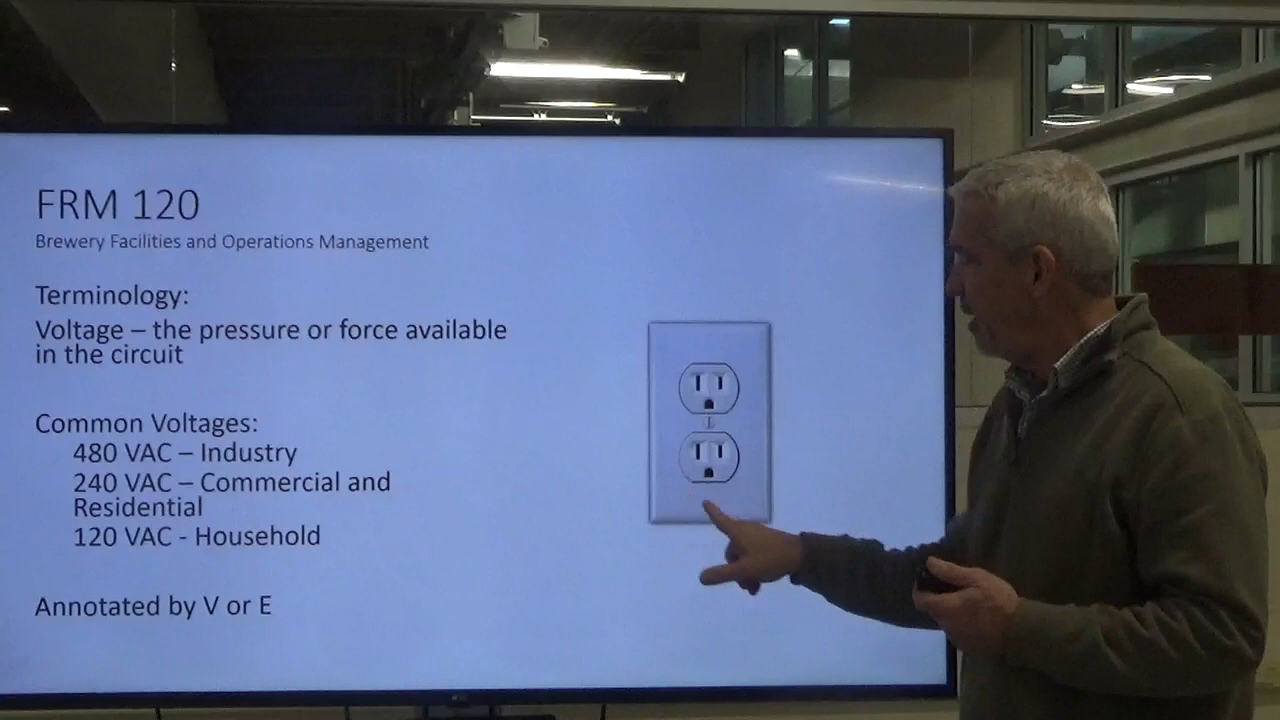 FRM 120
Brewery Facilities and Operations Management
Terminology:
Voltage – the pressure or force available
in the circuit
Common Voltages:
480 VAC – Industry
240 VAC – Commercial and
Residential
120 VAC - Household
Annotated by V or E